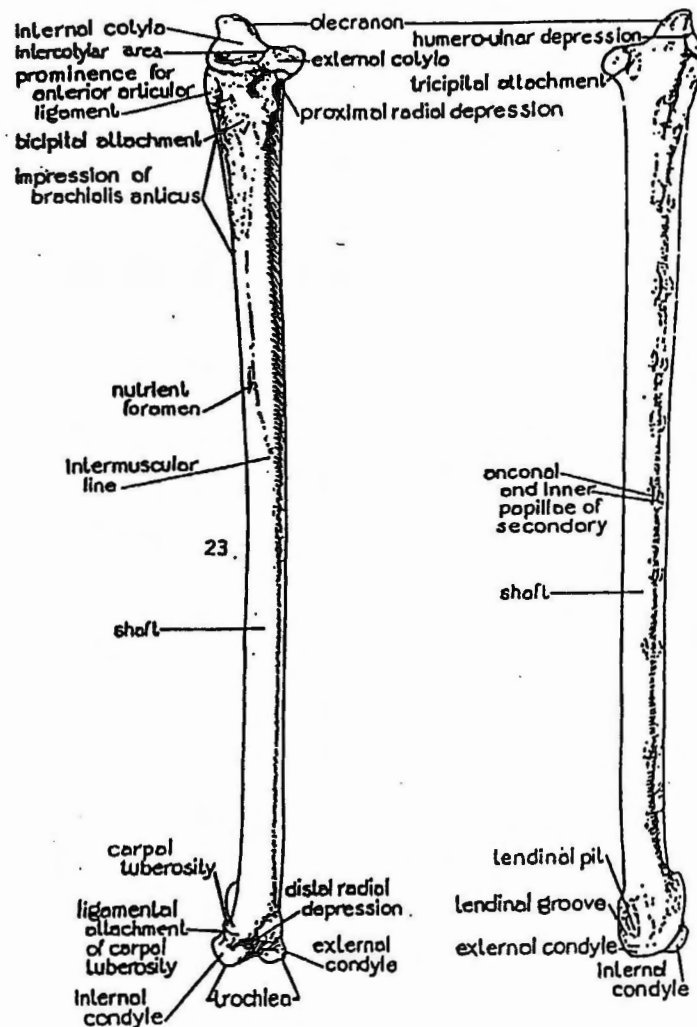 internal cotyla
intercotylar area
prominence for
anterior articular
ligament
bicipital attachment
impression of
brachialis anticus
olecranon
external cotyla
proximal radial depression
nutrient
foramen
intermuscular
line
23
shaft
carpal
tuberosity
ligamental
attachment
of carpal
tuberosity
internal
condyle
trochlea
distal radial
depression
external
condyle
humero-ulnar depression
tricipital attachment
anconal
and inner
papillae of
secondary
shaft
tendinal pit
tendinal groove
external condyle
internal
condyle